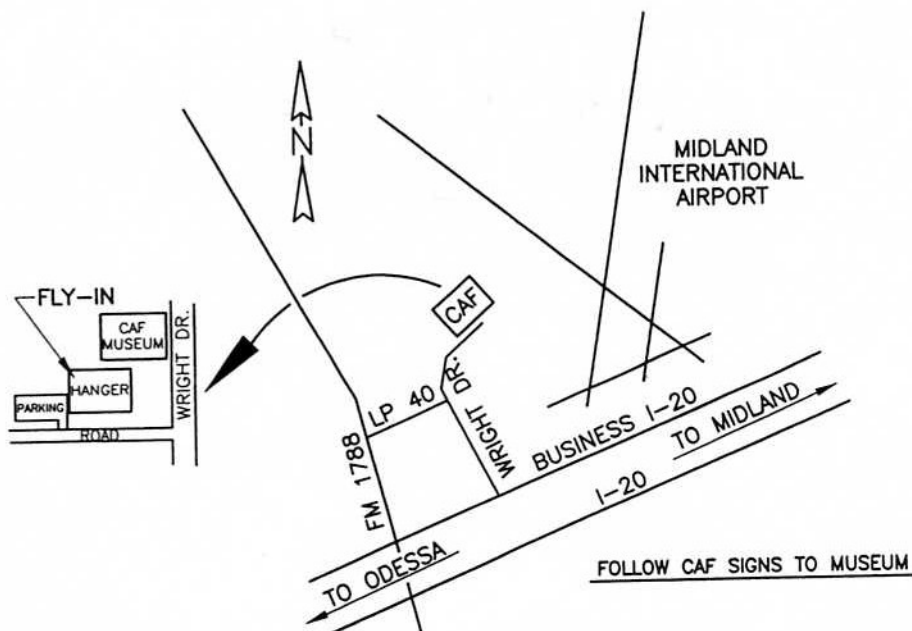 N
MIDLAND
INTERNATIONAL
AIRPORT
FLY-IN
CAF
CAF
MUSEUM
WRIGHT DR.
HANGER
PARKING
ROAD
LP 40
WRIGHT DR.
FM 1788
BUSINESS I-20
TO MIDLAND
I-20
TO ODESSA
FOLLOW CAF SIGNS TO MUSEUM